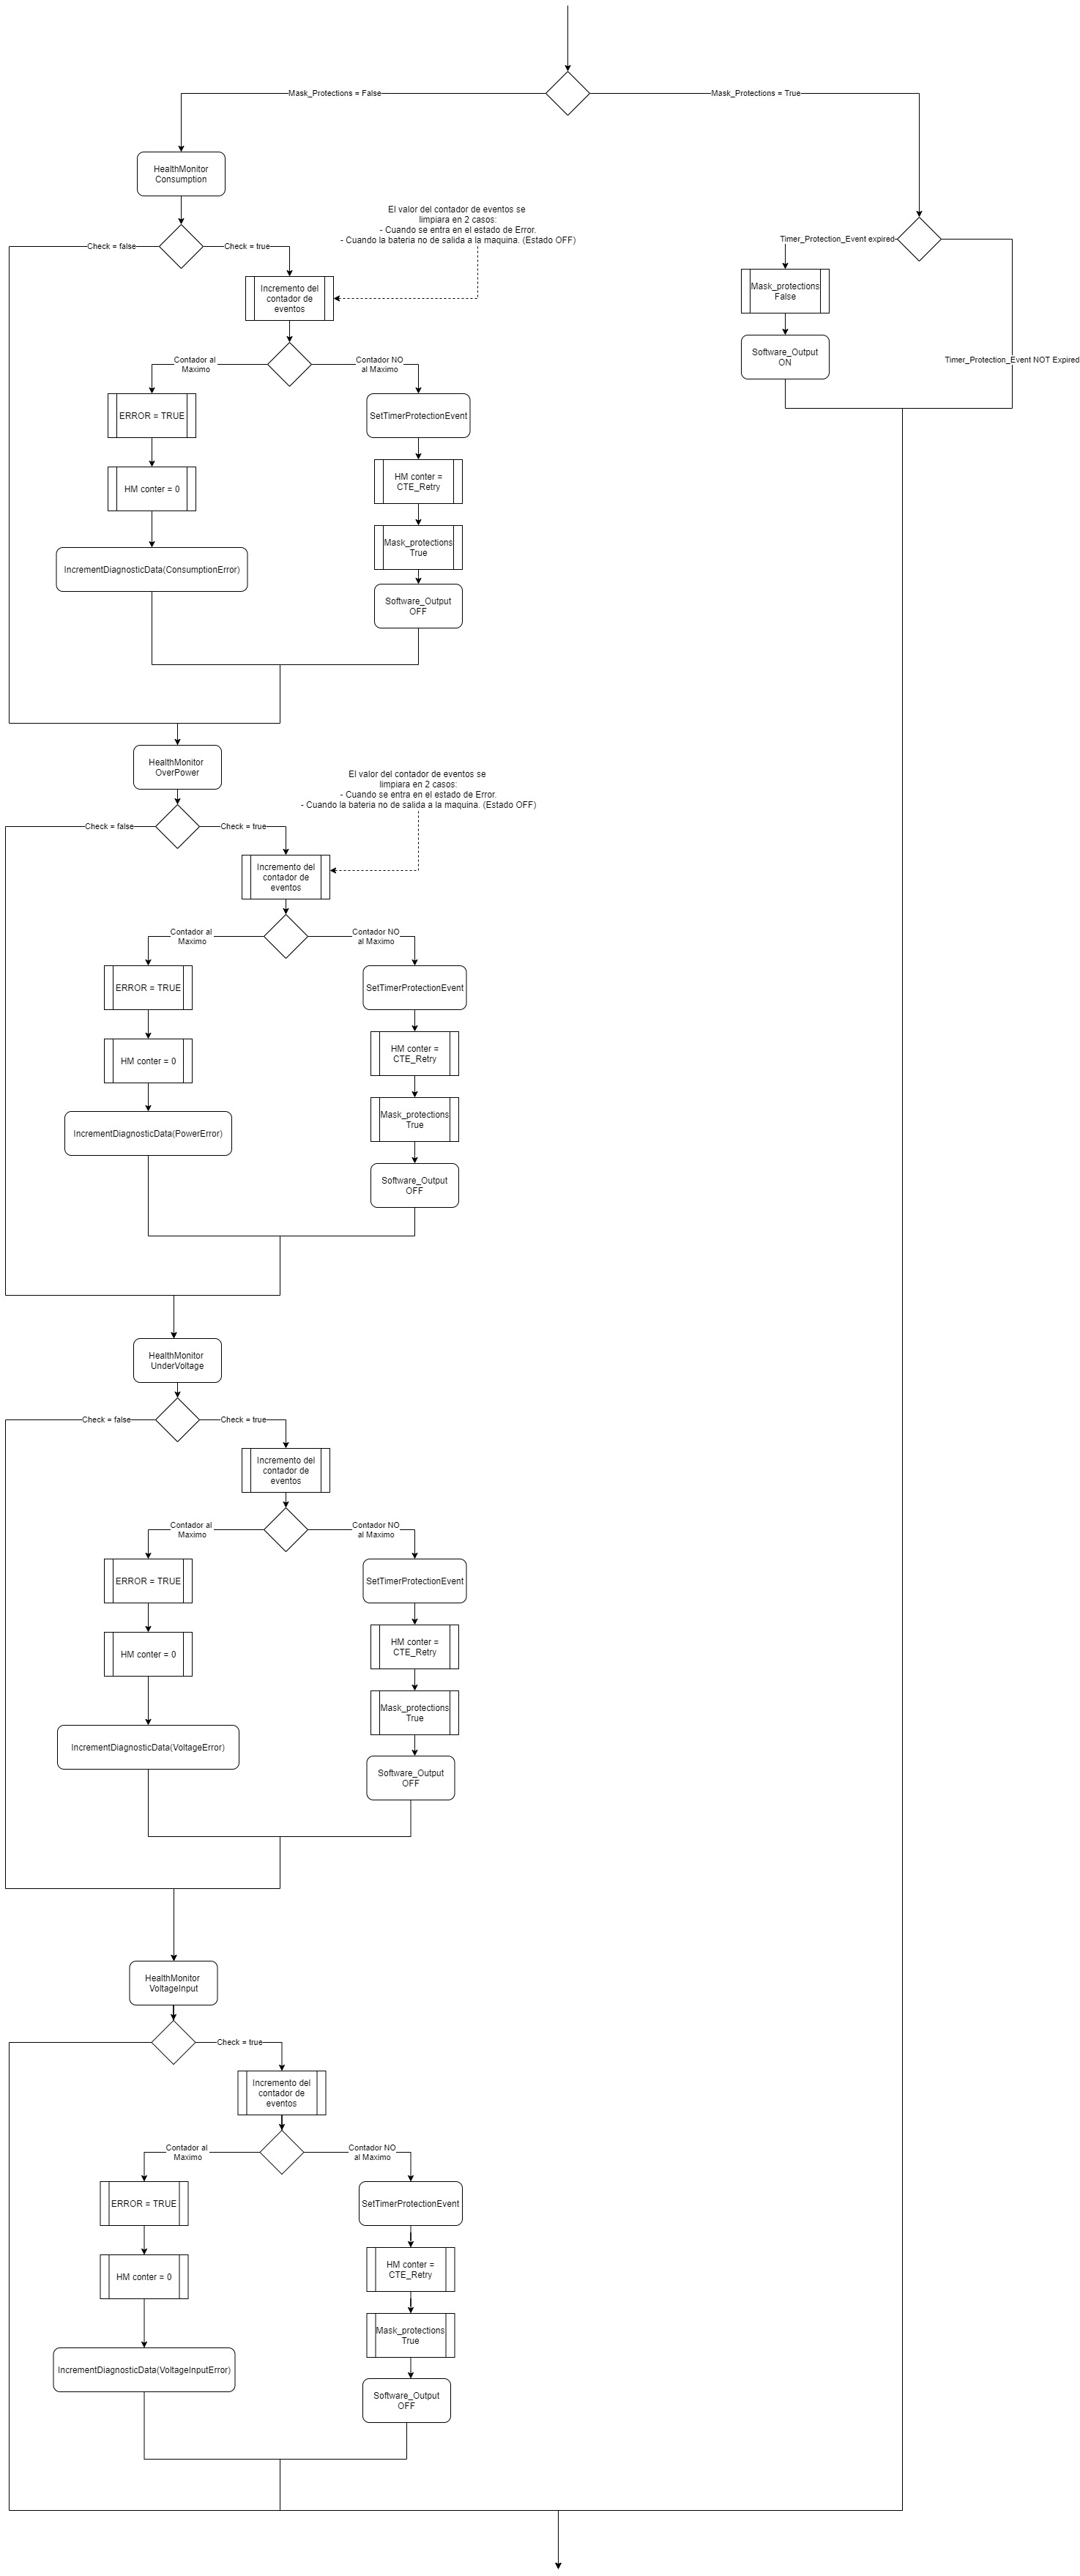 Mask_Protections = False
Mask_Protections = True
HealthMonitor
Consumption
El valor del contador de eventos se
limpiara en 2 casos:
- Cuando se entra en el estado de Error.
- Cuando la bateria no de salida a la maquina. (Estado OFF)
Check = false
Check = true
Timer_Protection_Event expired
Incremento del
contador de
eventos
Mask_protections
False
Software_Output
ON
Timer_Protection_Event NOT Expired
Contador al
Maximo
Contador NO
al Maximo
ERROR = TRUE
SetTimerProtectionEvent
HM conter = 0
HM conter =
CTE_Retry
Mask_protections
True
IncrementDiagnosticData(ConsumptionError)
Software_Output
OFF
HealthMonitor
OverPower
El valor del contador de eventos se
limpiara en 2 casos:
- Cuando se entra en el estado de Error.
- Cuando la bateria no de salida a la maquina. (Estado OFF)
Check = false
Check = true
Incremento del
contador de
eventos
Contador al
Maximo
Contador NO
al Maximo
ERROR = TRUE
SetTimerProtectionEvent
HM conter = 0
HM conter =
CTE_Retry
Mask_protections
True
IncrementDiagnosticData(PowerError)
Software_Output
OFF
HealthMonitor
UnderVoltage
Check = false
Check = true
Incremento del
contador de
eventos
Contador al
Maximo
Contador NO
al Maximo
ERROR = TRUE
SetTimerProtectionEvent
HM conter = 0
HM conter =
CTE_Retry
Mask_protections
True
IncrementDiagnosticData(VoltageError)
Software_Output
OFF
HealthMonitor
VoltageInput
Check = true
Incremento del
contador de
eventos
Contador al
Maximo
Contador NO
al Maximo
ERROR = TRUE
SetTimerProtectionEvent
HM conter = 0
HM conter =
CTE_Retry
Mask_protections
True
IncrementDiagnosticData(VoltageInputError)
Software_Output
OFF